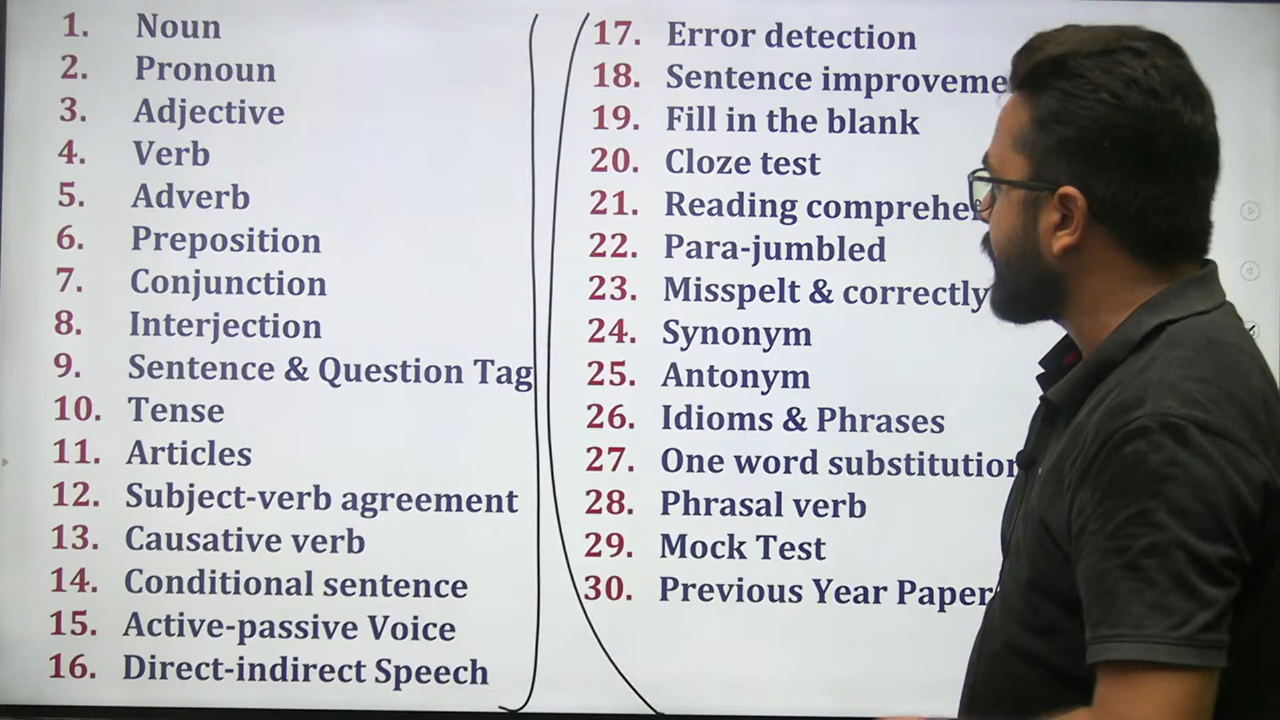 1. Noun
2. Pronoun
3. Adjective
4. Verb
5. Adverb
6. Preposition
7. Conjunction
8. Interjection
9. Sentence & Question Tag
10. Tense
11. Articles
12. Subject-verb agreement
13. Causative verb
14. Conditional sentence
15. Active-passive Voice
16. Direct-indirect Speech
17. Error detection
18. Sentence improveme
19. Fill in the blank
20. Cloze test
21. Reading comprehe
22. Para-jumbled
23. Misspelt & correctly
24. Synonym
25. Antonym
26. Idioms & Phrases
27. One word substitution
28. Phrasal verb
29. Mock Test
30. Previous Year Paper